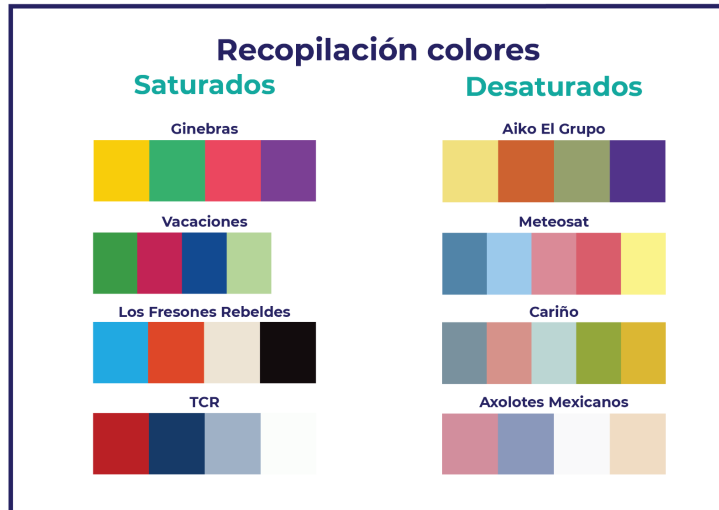 Recopilación colores
Saturados
Desaturados
Ginebras
Aiko El Grupo
Vacaciones
Meteosat
Los Fresones Rebeldes
Cariño
TCR
Axolotes Mexicanos